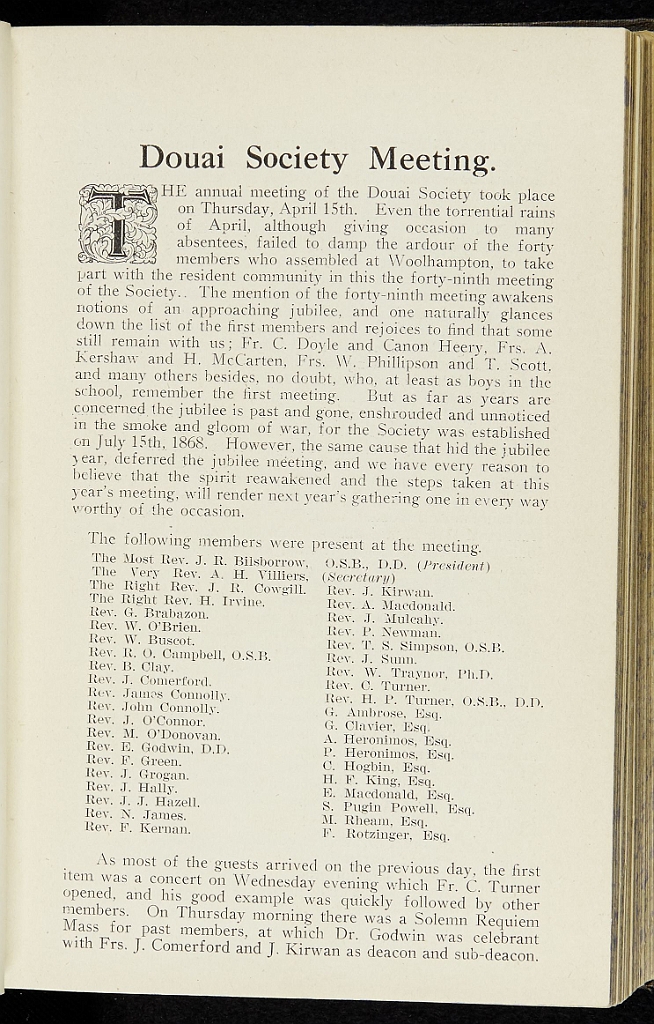 Douai Society Meeting.
THE annual meeting of the Douai Society took place
on Thursday, April 15th. Even the torrential rains
of April, although giving occasion to many
absentees, failed to damp the ardour of the forty
members who assembled at Woolhampton, to take
part with the resident community in this the forty-ninth meeting
of the Society.. The mention of the forty-ninth meeting awakens
notions of an approaching jubilee, and one naturally glances
down the list of the first members and rejoices to find that some
still remain with us; Fr. C. Doyle and Canon Heery, Frs. A.
Kershaw and H. McCarten, Frs. W. Phillipson and T. Scott,
and many others besides, no doubt, who, at least as boys in the
school, remember the first meeting. But as far as years are
concerned the jubilee is past and gone, enshrouded and unnoticed
in the smoke and gloom of war, for the Society was established
on July 15th, 1868. However, the same cause that hid the jubilee
year, deferred the jubilee meeting, and we have every reason to
believe that the spirit reawakened and the steps taken at this
year's meeting, will render next year's gathering one in every way
worthy of the occasion.
The following members were present at the meeting.
The Most Rev. J. R. Bilsborrow, O.S.B., D.D. (President)
The Very Rev. A. H. Villiers, (Secretary)
The Right Rev. J. R. Cowgill.
The Right Rev. H. Irvine.
Rev. G. Brabazon.
Rev. W. O'Brien.
Rev. W. Buscot.
Rev. R. O. Campbell, O.S.B.
Rev. B. Clay.
Rev. J. Comerford.
Rev. James Connolly.
Rev. John Connolly.
Rev. J. O'Connor.
Rev. M. O'Donovan.
Rev. E. Godwin, D.D.
Rev. F. Green.
Rev. J. Grogan.
Rev. J. Hally.
Rev. J. J. Hazell.
Rev. N. James.
Rev. F. Kernan.
Rev. J. Kirwan.
Rev. A. Macdonald.
Rev. J. Mulcahy.
Rev. P. Newman.
Rev. T. S. Simpson, O.S.B.
Rev. J. Sunn.
Rev. W. Traynor, Ph.D.
Rev. C. Turner.
Rev. H. P. Turner, O.S.B., D.D.
G. Ambrose, Esq.
G. Clavier, Esq.
A. Heronimos, Esq.
P. Heronimos, Esq.
C. Hogbin, Esq.
H. F. King, Esq.
E. Macdonald, Esq.
S. Pugin Powell, Esq.
M. Rheam, Esq.
F. Rotzinger, Esq.
As most of the guests arrived on the previous day, the first
item was a concert on Wednesday evening which Fr. C. Turner
opened, and his good example was quickly followed by other
members. On Thursday morning there was a Solemn Requiem
Mass for past members, at which Dr. Godwin was celebrant
with Frs. J. Comerford and J. Kirwan as deacon and sub-deacon.